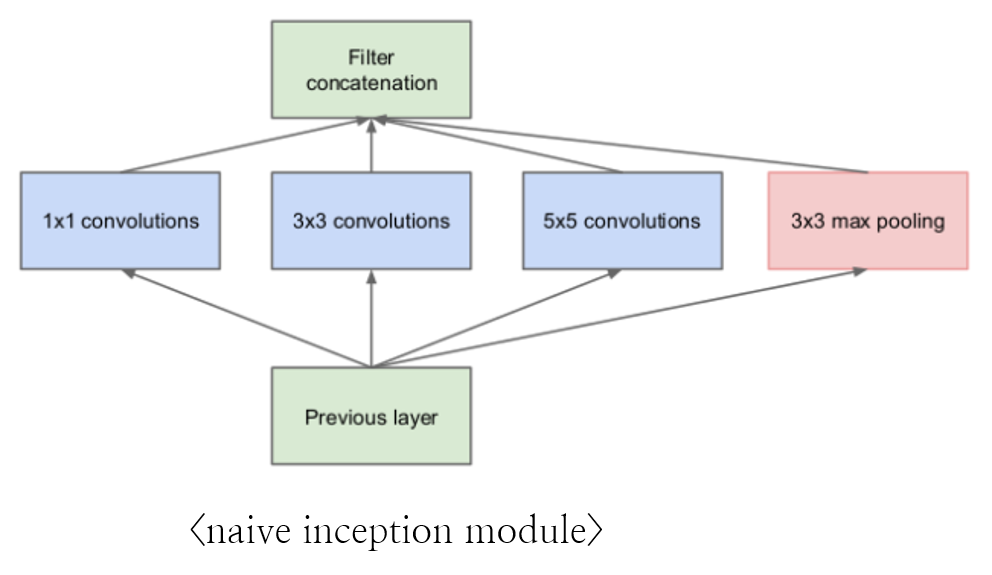 Filter
concatenation
1x1 convolutions
3x3 convolutions
5x5 convolutions
3x3 max pooling
Previous layer
〈naive inception module〉